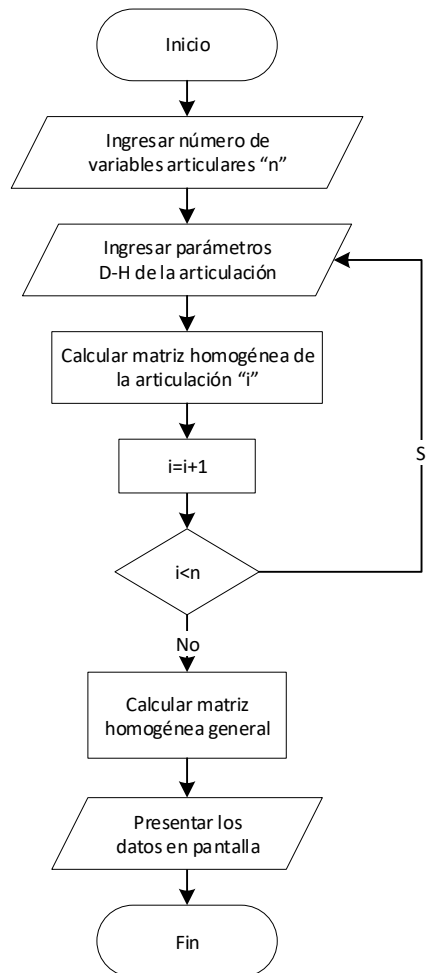 Inicio
Ingresar número de
variables articulares “n”
Ingresar parámetros
D-H de la articulación
Calcular matriz homogénea de
la articulación “i”
i=i+1
i<n
S
No
Calcular matriz
homogénea general
Presentar los
datos en pantalla
Fin